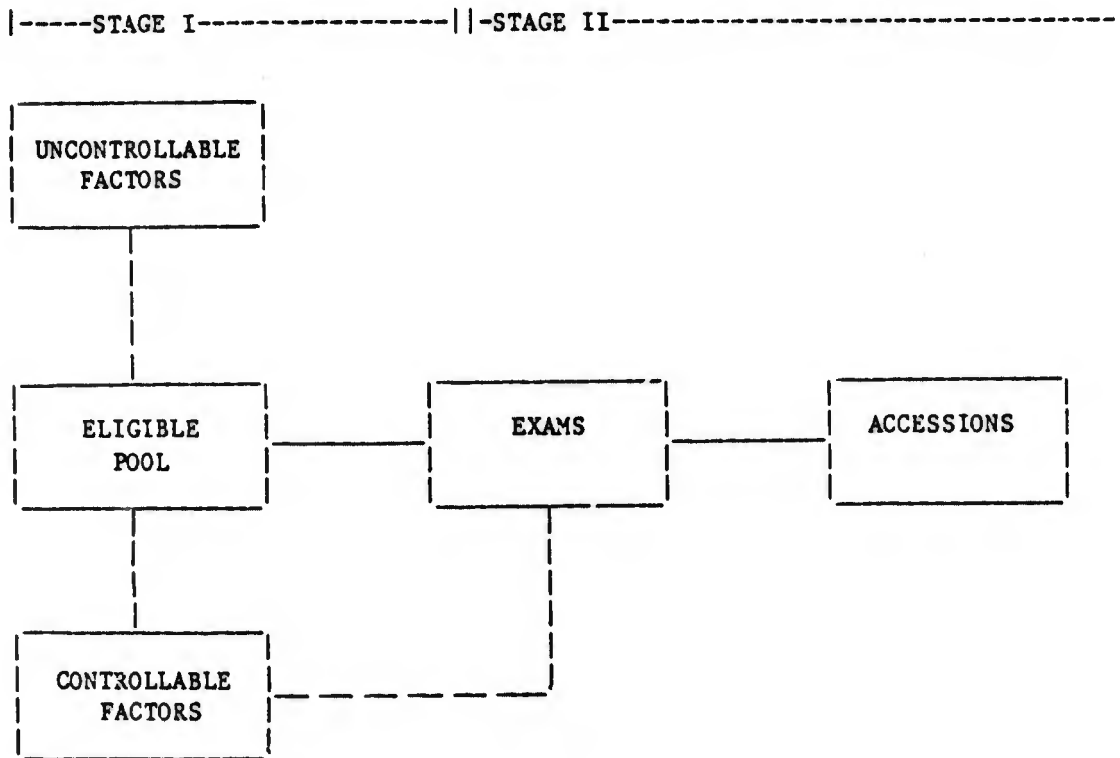 |-----STAGE I----------------||-STAGE II--------------------------------
UNCONTROLLABLE
FACTORS
ELIGIBLE
POOL
EXAMS
ACCESSIONS
CONTROLLABLE
FACTORS